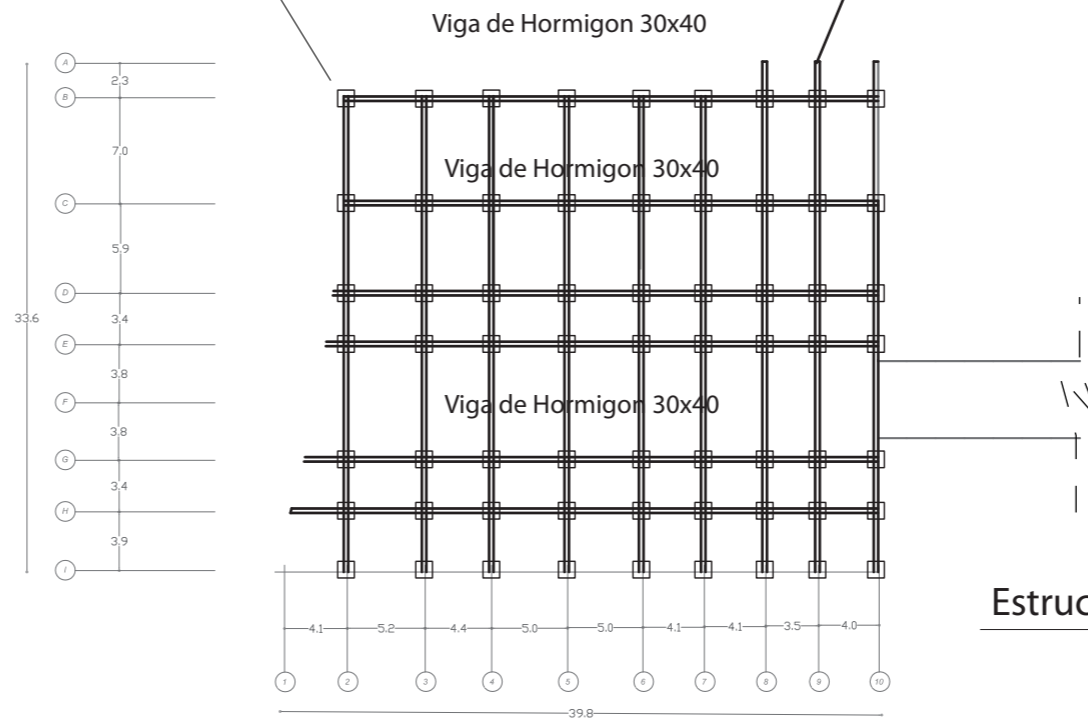 Viga de Hormigon 30x40
A
2.3
B
7.0
Viga de Hormigon 30x40
C
5.9
D
33.6
3.4
E
3.8
F
Viga de Hormigon 30x40
3.8
G
3.4
H
3.9
I
Estruc
4.1 5.2 4.4 5.0 5.0 4.1 4.1 3.5 4.0
1 2 3 4 5 6 7 8 9 10
39.8